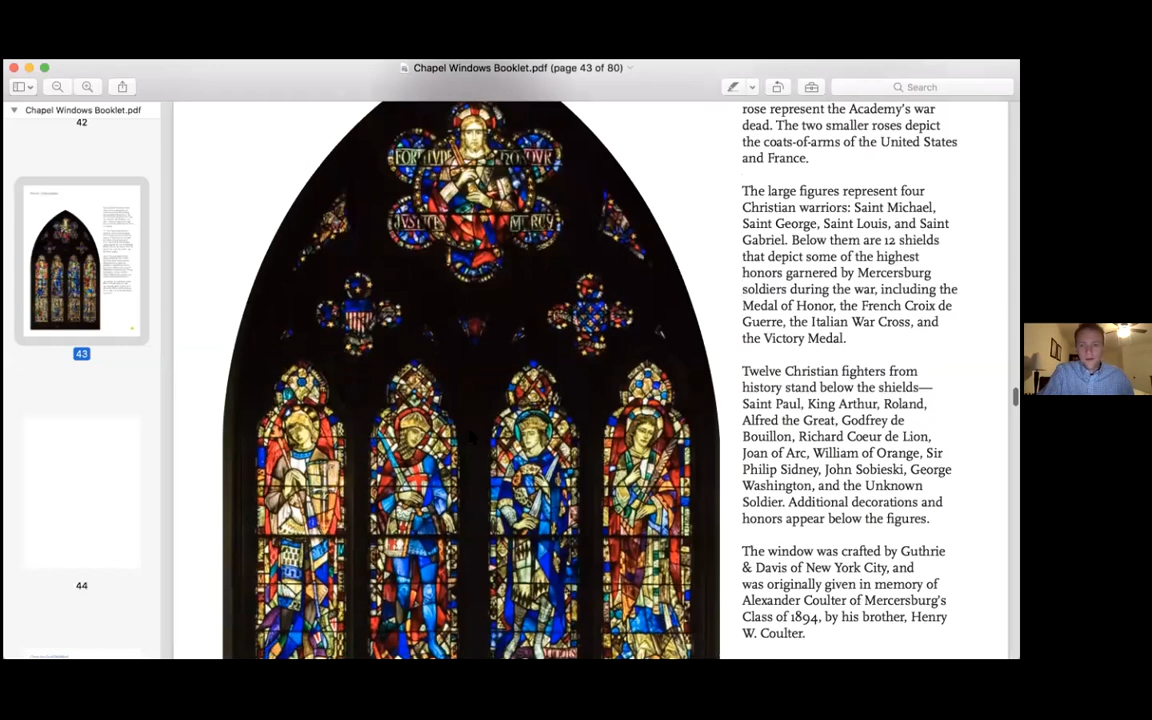 Chapel Windows Booklet.pdf (page 43 of 80)
Search
Chapel Windows Booklet.pdf
42
43
44
FORTITUDE HONOUR
JUSTICE MERCY
rose represent the Academy's war
dead. The two smaller roses depict
the coats-of-arms of the United States
and France.
The large figures represent four
Christian warriors: Saint Michael,
Saint George, Saint Louis, and Saint
Gabriel. Below them are 12 shields
that depict some of the highest
honors garnered by Mercersburg
soldiers during the war, including the
Medal of Honor, the French Croix de
Guerre, the Italian War Cross, and
the Victory Medal.
Twelve Christian fighters from
history stand below the shields—
Saint Paul, King Arthur, Roland,
Alfred the Great, Godfrey de
Bouillon, Richard Coeur de Lion,
Joan of Arc, William of Orange, Sir
Philip Sidney, John Sobieski, George
Washington, and the Unknown
Soldier. Additional decorations and
honors appear below the figures.
The window was crafted by Guthrie
& Davis of New York City, and
was originally given in memory of
Alexander Coulter of Mercersburg's
Class of 1894, by his brother, Henry
W. Coulter.